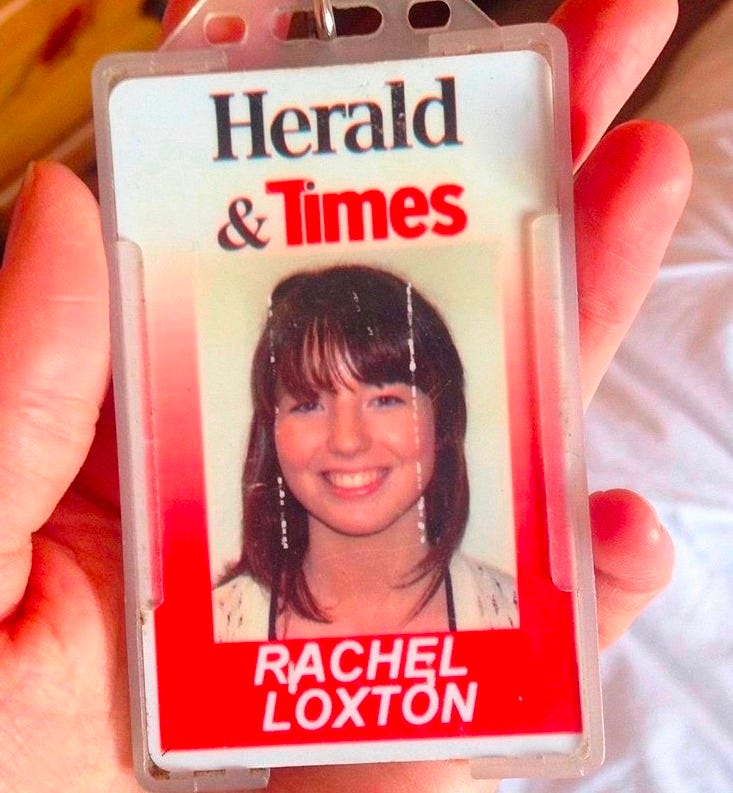 Herald
& Times
RACHEL
LOXTON